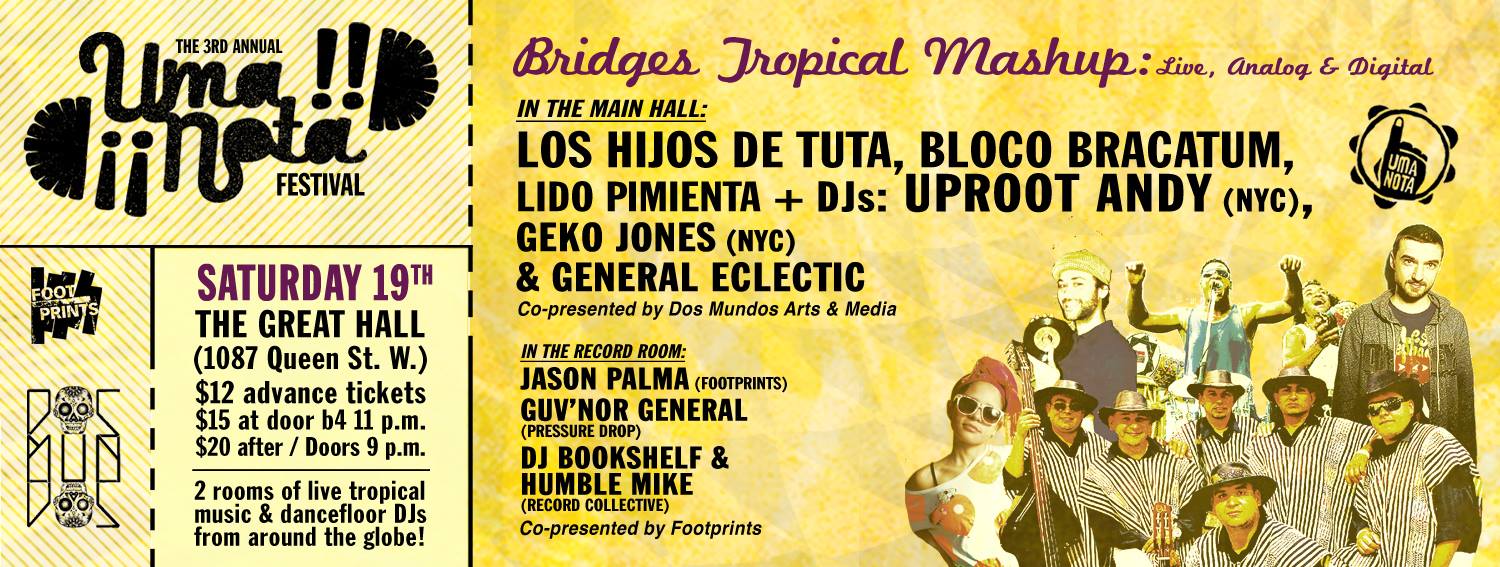 THE 3RD ANNUAL
Uma!!
¡¡Nota
FESTIVAL
FOOT
PRINTS
DOS
MUN
DOS
SATURDAY 19TH
THE GREAT HALL
(1087 Queen St. W.)
$12 advance tickets
$15 at door b4 11 p.m.
$20 after / Doors 9 p.m.
2 rooms of live tropical
music & dancefloor DJs
from around the globe!
Bridges Tropical Mashup: Live, Analog & Digital
IN THE MAIN HALL:
LOS HIJOS DE TUTA, BLOCO BRACATUM,
LIDO PIMIENTA + DJs: UPROOT ANDY (NYC),
GEKO JONES (NYC)
& GENERAL ECLECTIC
Co-presented by Dos Mundos Arts & Media
UMA
NOTA
IN THE RECORD ROOM:
JASON PALMA (FOOTPRINTS)
GUV'NOR GENERAL
(PRESSURE DROP)
DJ BOOKSHELF &
HUMBLE MIKE
(RECORD COLLECTIVE)
Co-presented by Footprints